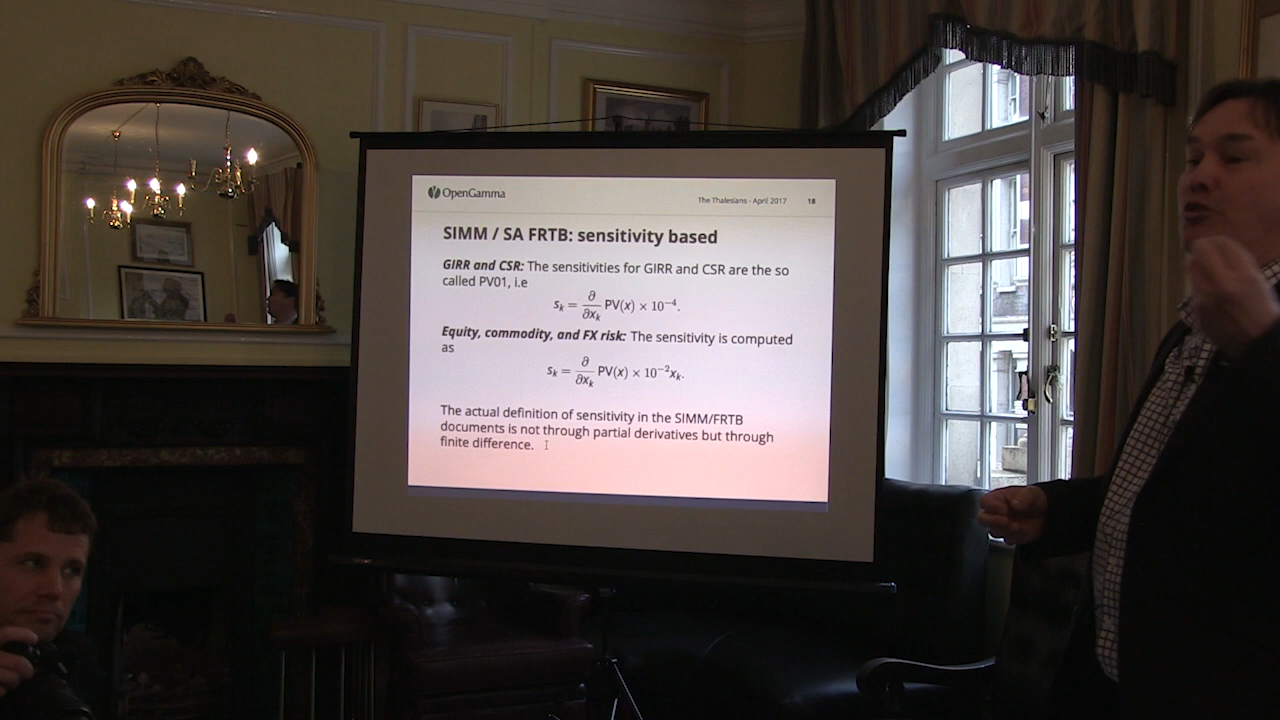 OpenGamma
The Thalesians - April 2017 18
SIMM / SA FRTB: sensitivity based
GIRR and CSR: The sensitivities for GIRR and CSR are the so
called PV01, i.e
s_k = ∂/∂x_k PV(x) × 10^−4.
Equity, commodity, and FX risk: The sensitivity is computed
as
s_k = ∂/∂x_k PV(x) × 10^−2 x_k.
The actual definition of sensitivity in the SIMM/FRTB
documents is not through partial derivatives but through
finite difference.